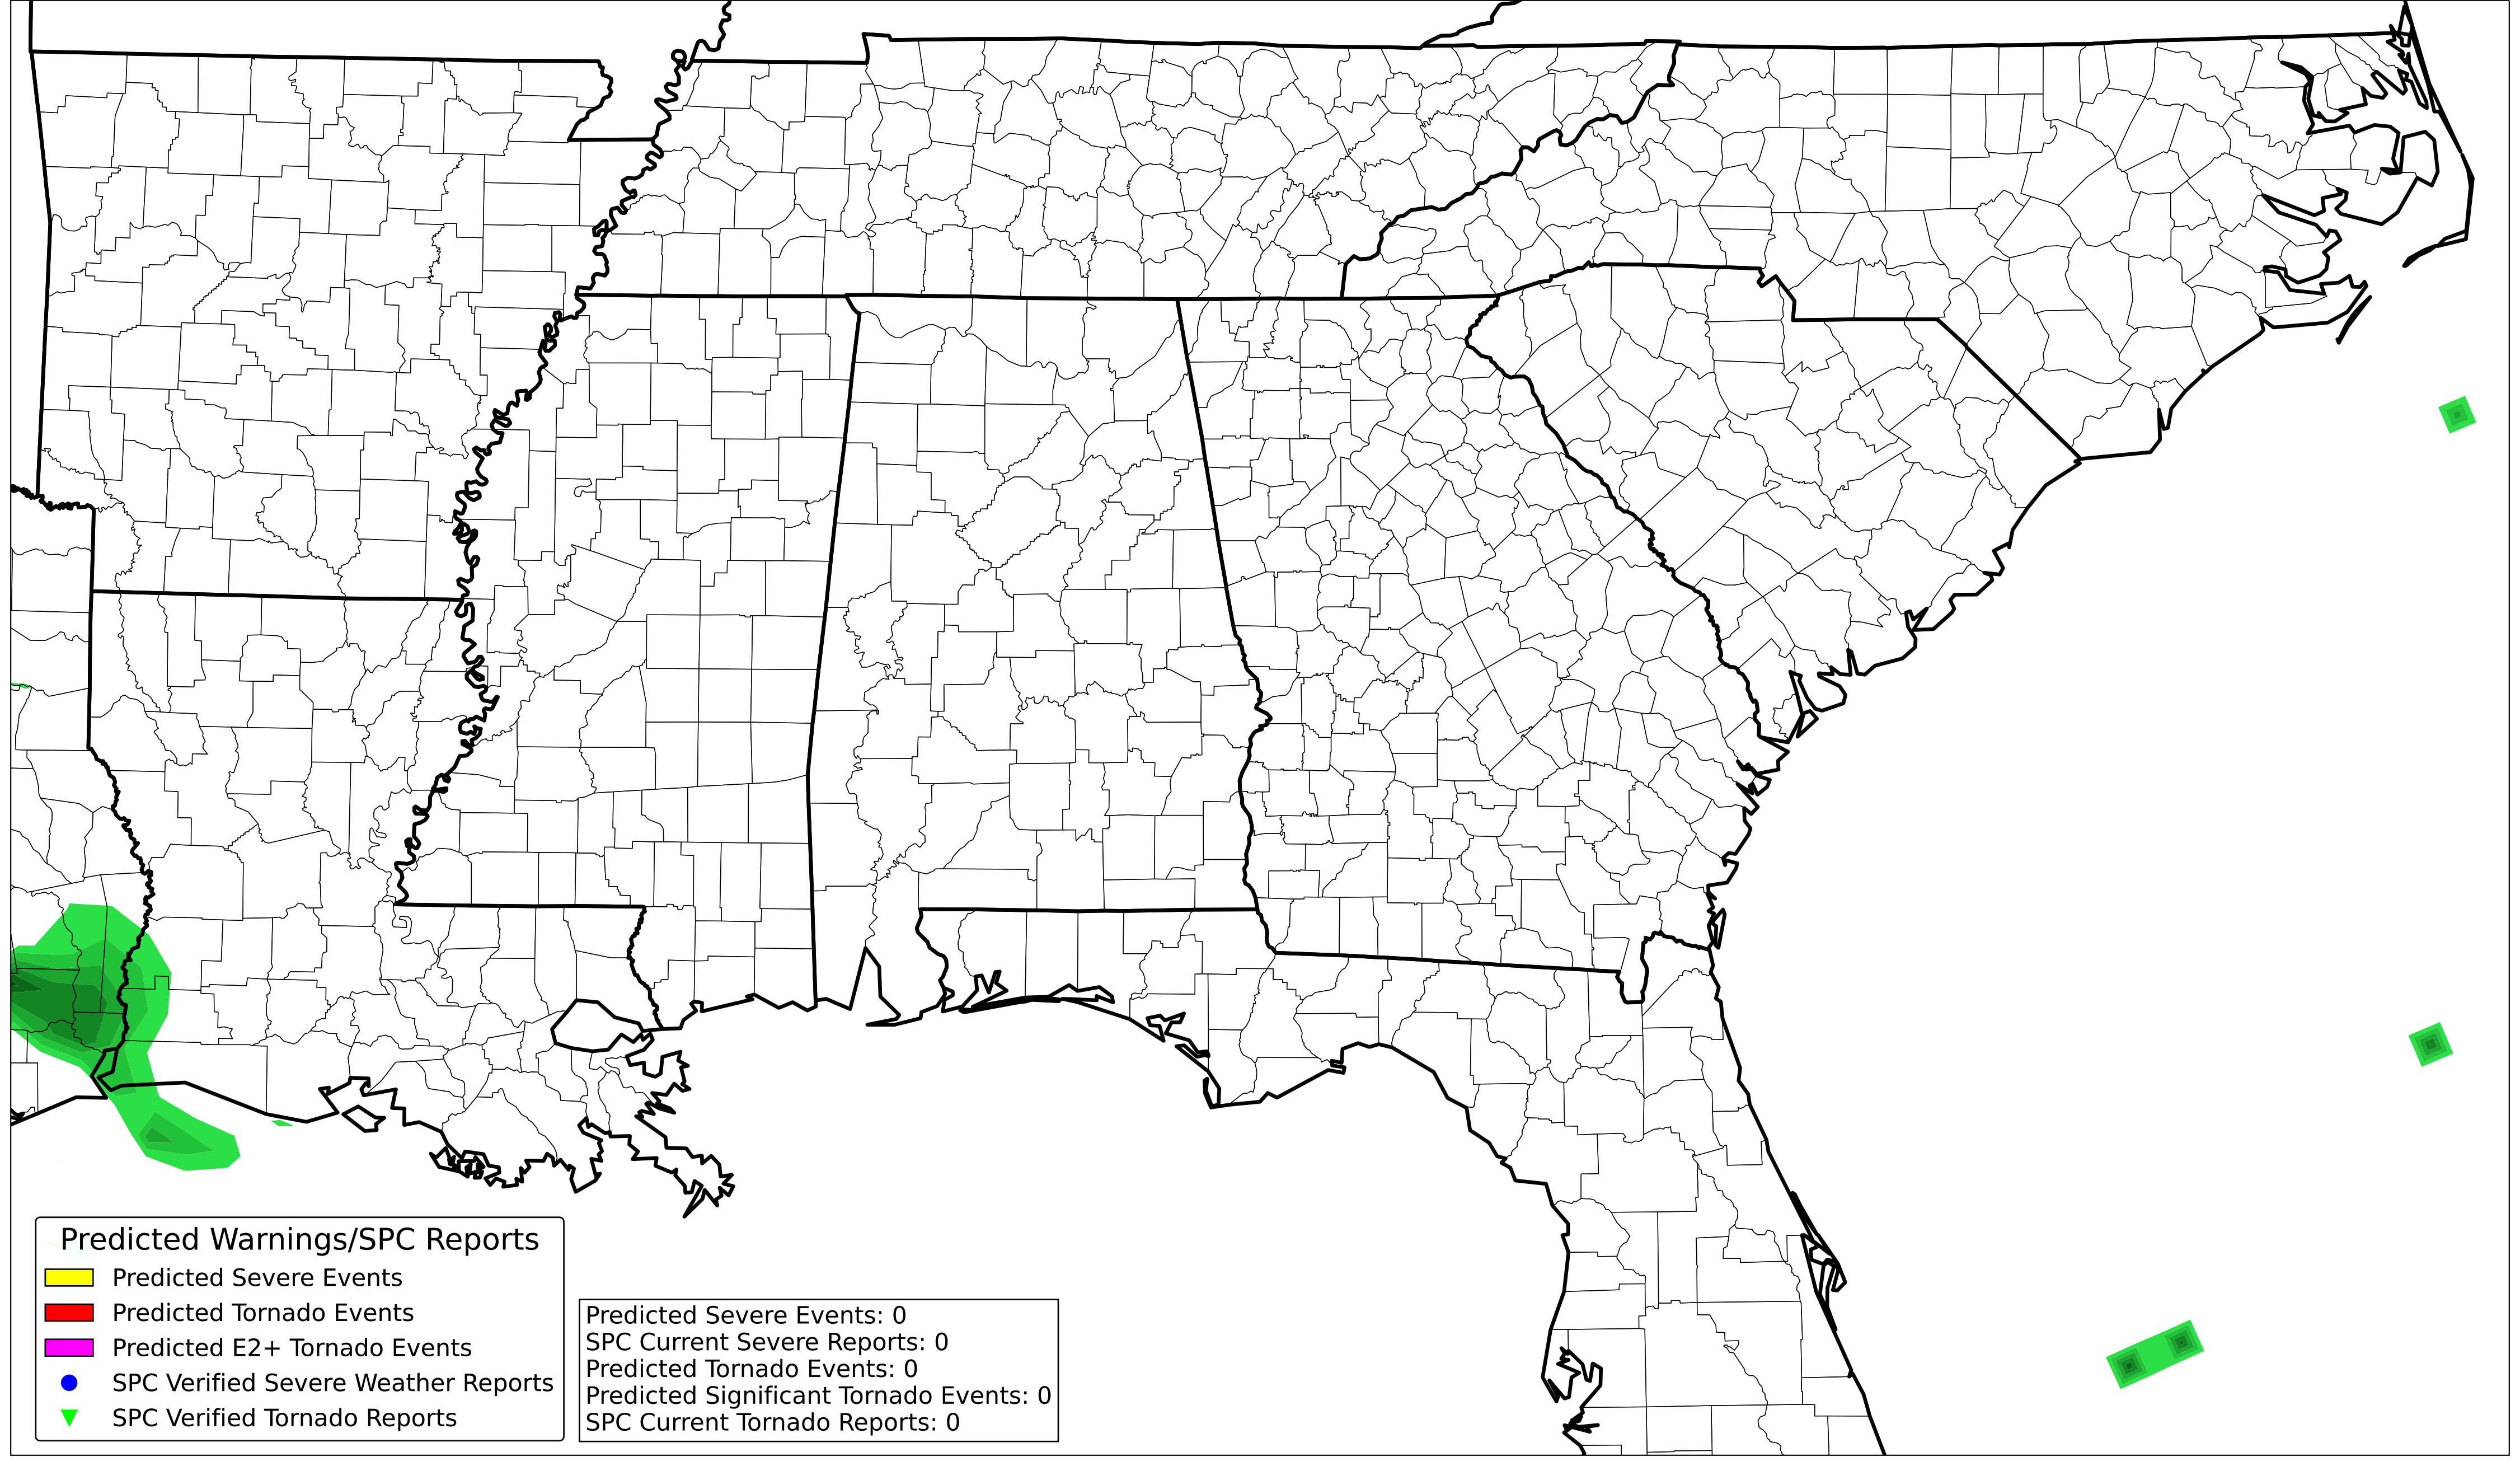 Predicted Warnings/SPC Reports
Predicted Severe Events
Predicted Tornado Events
Predicted E2+ Tornado Events
SPC Verified Severe Weather Reports
SPC Verified Tornado Reports
Predicted Severe Events: 0
SPC Current Severe Reports: 0
Predicted Tornado Events: 0
Predicted Significant Tornado Events: 0
SPC Current Tornado Reports: 0